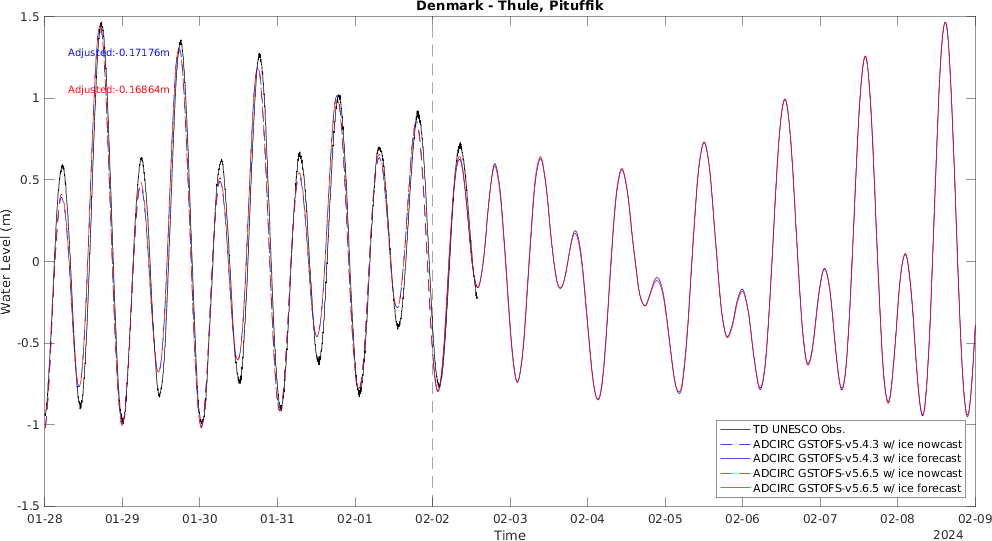 Denmark - Thule, Pituffik
Adjusted:-0.17176m
Adjusted:-0.16864m
Water Level (m)
1.5
1
0.5
0
-0.5
-1
-1.5
TD UNESCO Obs.
ADCIRC GSTOFS-v5.4.3 w/ ice nowcast
ADCIRC GSTOFS-v5.4.3 w/ ice forecast
ADCIRC GSTOFS-v5.6.5 w/ ice nowcast
ADCIRC GSTOFS-v5.6.5 w/ ice forecast
01-28 01-29 01-30 01-31 02-01 02-02 02-03 02-04 02-05 02-06 02-07 02-08 02-09
Time
2024